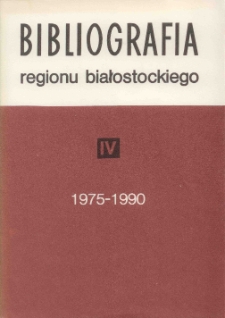 BIBLIOGRAFIA
regionu białostockiego
IV
1975-1990